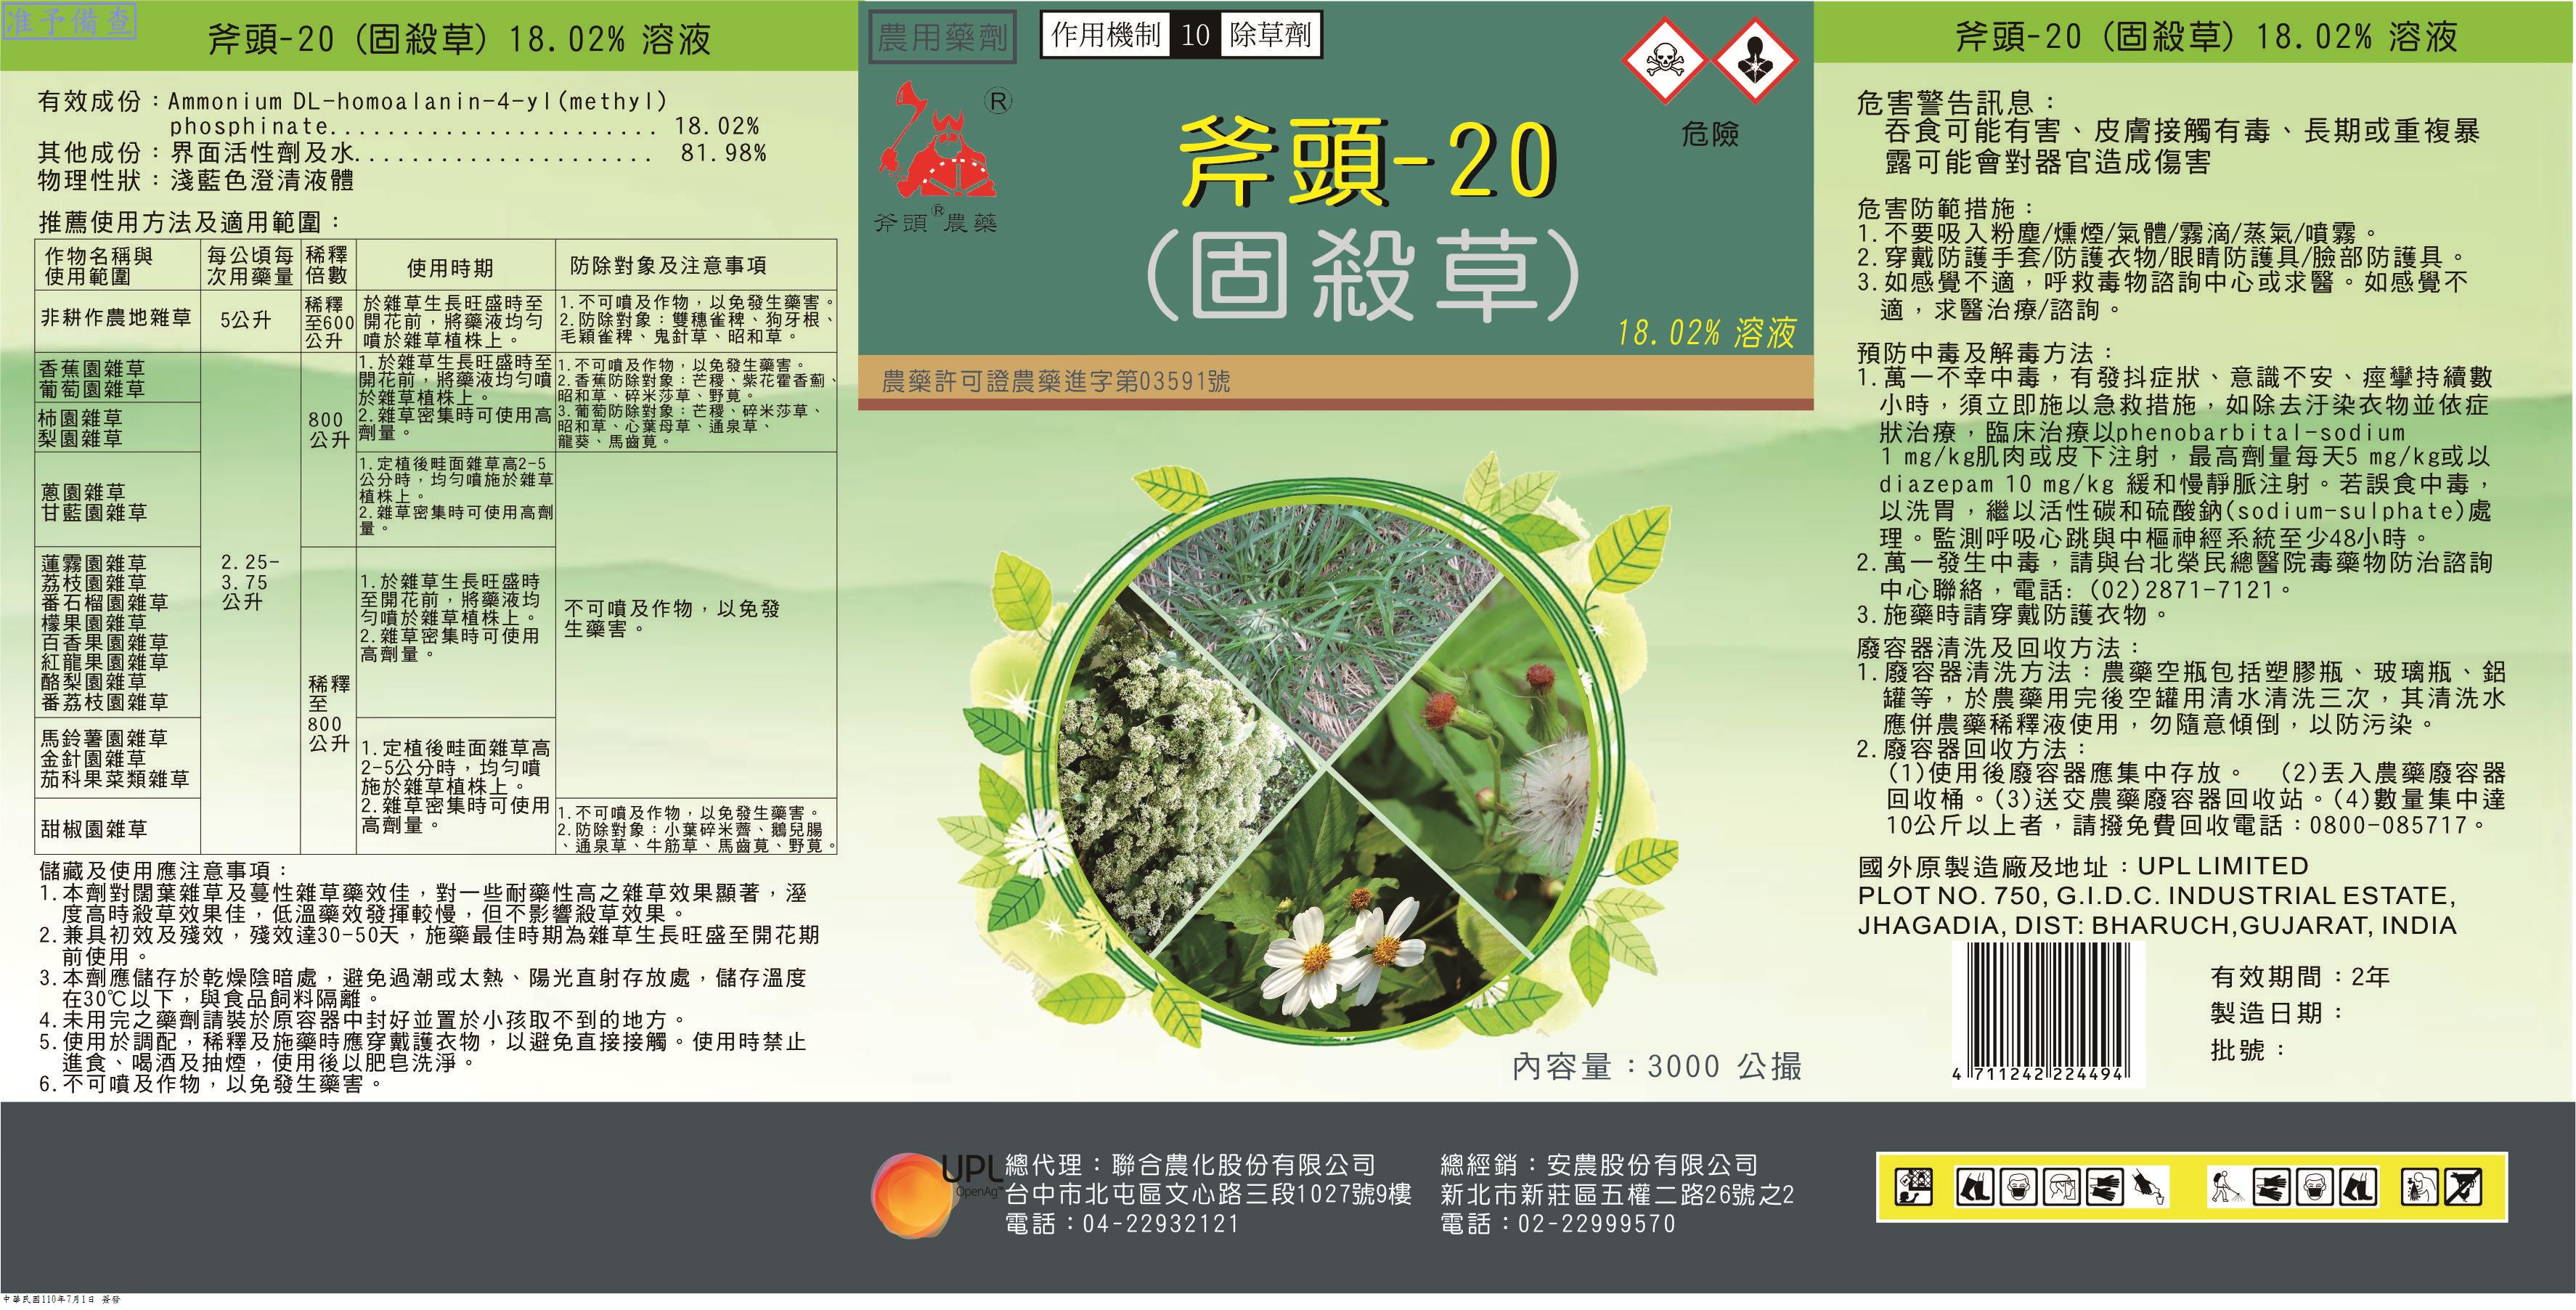 准予備查
斧頭-20 (固殺草) 18.02% 溶液
有效成份：Ammonium DL-homoalanin-4-yl(methyl)
phosphinate....................... 18.02%
其他成份：界面活性劑及水..................... 81.98%
物理性狀：淺藍色澄清液體
推薦使用方法及適用範圍：
作物名稱與
使用範圍
每公頃每
次用藥量
稀釋
倍數
使用時期
防除對象及注意事項
非耕作農地雜草
5公升
稀釋
至600
公升
於雜草生長旺盛時至
開花前，將藥液均勻
噴於雜草植株上。
1.不可噴及作物，以免發生藥害。
2.防除對象：雙穗雀稗、狗牙根、
毛穎雀稗、鬼針草、昭和草。
香蕉園雜草
葡萄園雜草
柿園雜草
梨園雜草
800
公升
1.於雜草生長旺盛時至
開花前，將藥液均勻噴
於雜草植株上。
2.雜草密集時可使用高
劑量。
1.不可噴及作物，以免發生藥害。
2.香蕉防除對象：芒稷、紫花霍香薊、
昭和草、碎米莎草、野莧。
3.葡萄防除對象：芒稷、碎米莎草、
昭和草、心葉母草、通泉草、
龍葵、馬齒莧。
蔥園雜草
甘藍園雜草
1.定植後畦面雜草高2-5
公分時，均勻噴施於雜草
植株上。
2.雜草密集時可使用高劑
量。
蓮霧園雜草
荔枝園雜草
番石榴園雜草
檬果園雜草
百香果園雜草
紅龍果園雜草
酪梨園雜草
番荔枝園雜草
2.25-
3.75
公升
1.於雜草生長旺盛時
至開花前，將藥液均
勻噴於雜草植株上。
2.雜草密集時可使用
高劑量。
不可噴及作物，以免發
生藥害。
稀釋
至
800
公升
馬鈴薯園雜草
金針園雜草
茄科果菜類雜草
1.定植後畦面雜草高
2-5公分時，均勻噴
施於雜草植株上。
2.雜草密集時可使用
高劑量。
甜椒園雜草
1.不可噴及作物，以免發生藥害。
2.防除對象：小葉碎米薺、鵝兒腸
、通泉草、牛筋草、馬齒莧、野莧。
儲藏及使用應注意事項：
1.本劑對闊葉雜草及蔓性雜草藥效佳，對一些耐藥性高之雜草效果顯著，溼
度高時殺草效果佳，低溫藥效發揮較慢，但不影響殺草效果。
2.兼具初效及殘效，殘效達30-50天，施藥最佳時期為雜草生長旺盛至開花期
前使用。
3.本劑應儲存於乾燥陰暗處，避免過潮或太熱、陽光直射存放處，儲存溫度
在30℃以下，與食品飼料隔離。
4.未用完之藥劑請裝於原容器中封好並置於小孩取不到的地方。
5.使用於調配，稀釋及施藥時應穿戴護衣物，以避免直接接觸。使用時禁止
進食、喝酒及抽煙，使用後以肥皂洗淨。
6.不可噴及作物，以免發生藥害。
農用藥劑
作用機制 10 除草劑
®
斧頭®農藥
危險
斧頭-20
(固殺草)
18.02% 溶液
農藥許可證農藥進字第03591號
內容量：3000 公撮
UPL
OpenAg™
總代理：聯合農化股份有限公司
台中市北屯區文心路三段1027號9樓
電話：04-22932121
總經銷：安農股份有限公司
新北市新莊區五權二路26號之2
電話：02-22999570
斧頭-20 (固殺草) 18.02% 溶液
危害警告訊息：
吞食可能有害、皮膚接觸有毒、長期或重複暴
露可能會對器官造成傷害
危害防範措施：
1.不要吸入粉塵/燻煙/氣體/霧滴/蒸氣/噴霧。
2.穿戴防護手套/防護衣物/眼睛防護具/臉部防護具。
3.如感覺不適，呼救毒物諮詢中心或求醫。如感覺不
適，求醫治療/諮詢。
預防中毒及解毒方法：
1.萬一不幸中毒，有發抖症狀、意識不安、痙攣持續數
小時，須立即施以急救措施，如除去汙染衣物並依症
狀治療，臨床治療以phenobarbital-sodium
1 mg/kg肌肉或皮下注射，最高劑量每天5 mg/kg或以
diazepam 10 mg/kg 緩和慢靜脈注射。若誤食中毒，
以洗胃，繼以活性碳和硫酸鈉(sodium-sulphate)處
理。監測呼吸心跳與中樞神經系統至少48小時。
2.萬一發生中毒，請與台北榮民總醫院毒藥物防治諮詢
中心聯絡，電話: (02)2871-7121。
3.施藥時請穿戴防護衣物。
廢容器清洗及回收方法：
1.廢容器清洗方法：農藥空瓶包括塑膠瓶、玻璃瓶、鋁
罐等，於農藥用完後空罐用清水清洗三次，其清洗水
應併農藥稀釋液使用，勿隨意傾倒，以防污染。
2.廢容器回收方法：
(1)使用後廢容器應集中存放。 (2)丟入農藥廢容器
回收桶。(3)送交農藥廢容器回收站。(4)數量集中達
10公斤以上者，請撥免費回收電話：0800-085717。
國外原製造廠及地址：UPL LIMITED
PLOT NO. 750, G.I.D.C. INDUSTRIAL ESTATE,
JHAGADIA, DIST: BHARUCH,GUJARAT, INDIA
4 711242 224494
有效期間：2年
製造日期：
批號：
中華民國110年7月1日 簽發